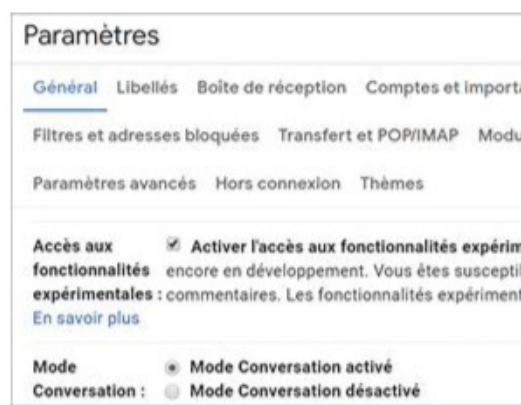 Paramètres
Général Libellés Boîte de réception Comptes et importa
Filtres et adresses bloquées Transfert et POP/IMAP Modu
Paramètres avancés Hors connexion Thèmes
Accès aux Activer l'accès aux fonctionnalités expérim
fonctionnalités encore en développement. Vous êtes suscepti
expérimentales : commentaires. Les fonctionnalités expériment
En savoir plus
Mode Mode Conversation activé
Conversation : Mode Conversation désactivé